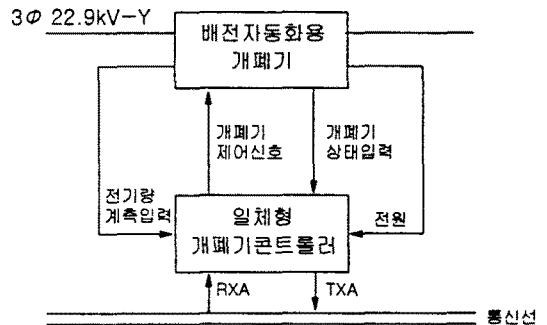 3Φ 22.9kV-Y
배전자동화용
개폐기
개폐기
제어신호
개폐기
상태입력
전기량
계측입력
일체형
개폐기콘트롤러
전원
RXA
TXA
통신선